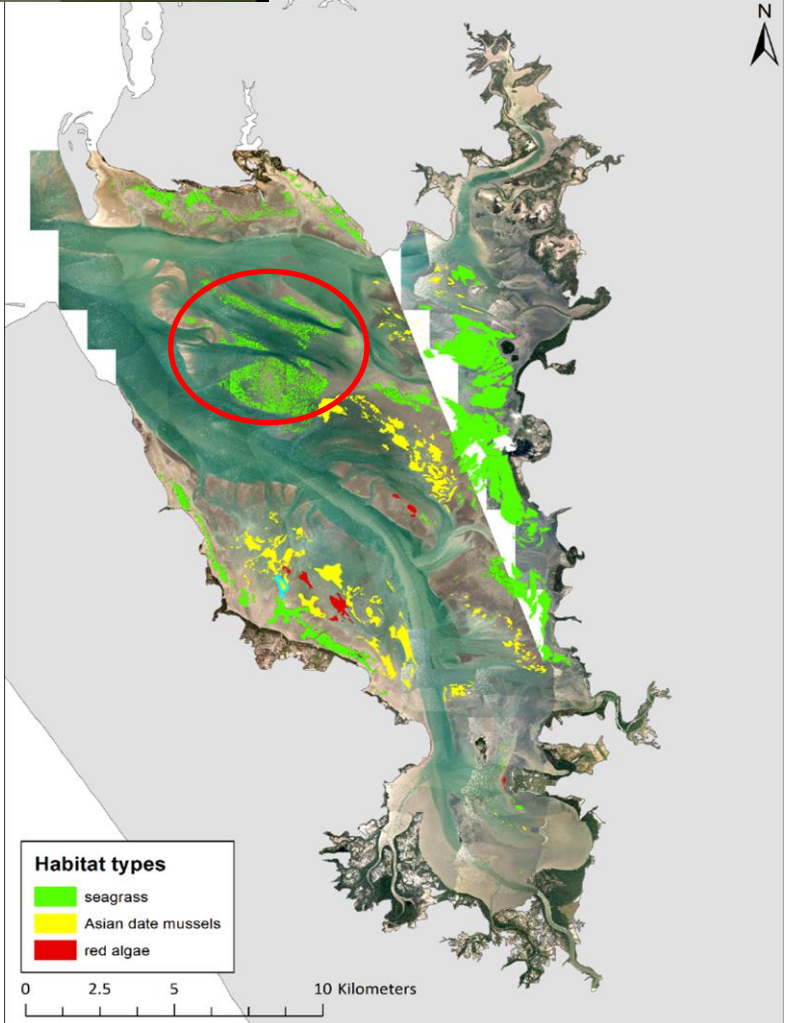 N
Habitat types
seagrass
Asian date mussels
red algae
0 2.5 5 10 Kilometers